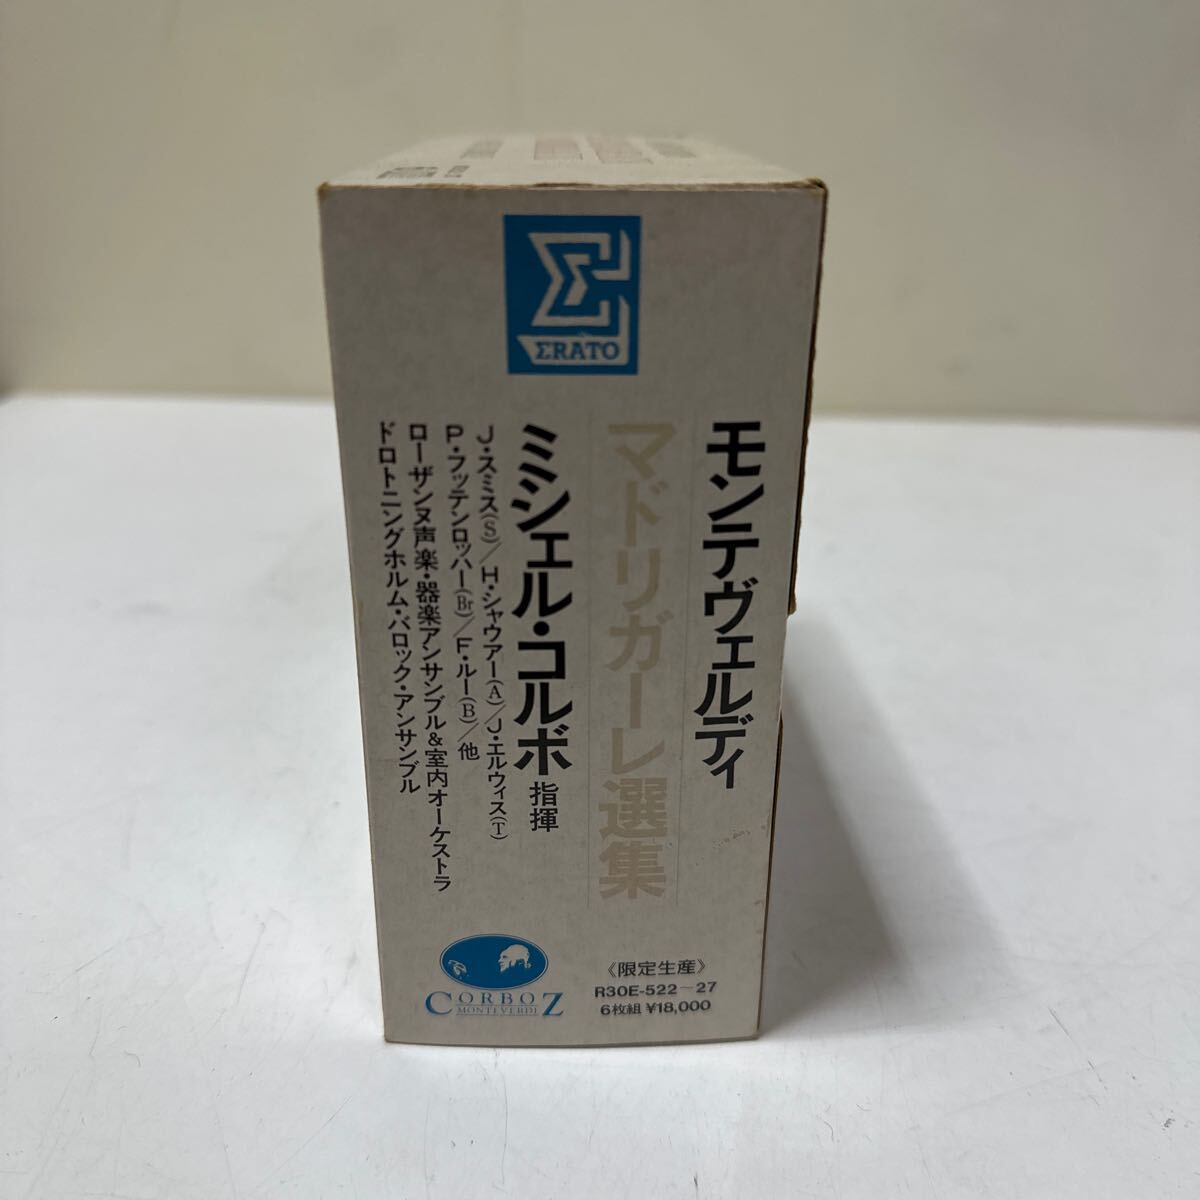 ΣRATO
モンテヴェルディ
マドリガーレ選集
ミシェル・コルボ 指揮
J・スミス(S)/H・シャウアー(A)/J・エルウィス(T)
P・フッテンロッハー(Br)/F・ルー(B)/他
ローザンヌ声楽・器楽アンサンブル&室内オーケストラ
ドロトニングホルム・バロック・アンサンブル
CORBOZ
MONTEVERDI
《限定生産》
R30E-522~27
6枚組 ¥18,000